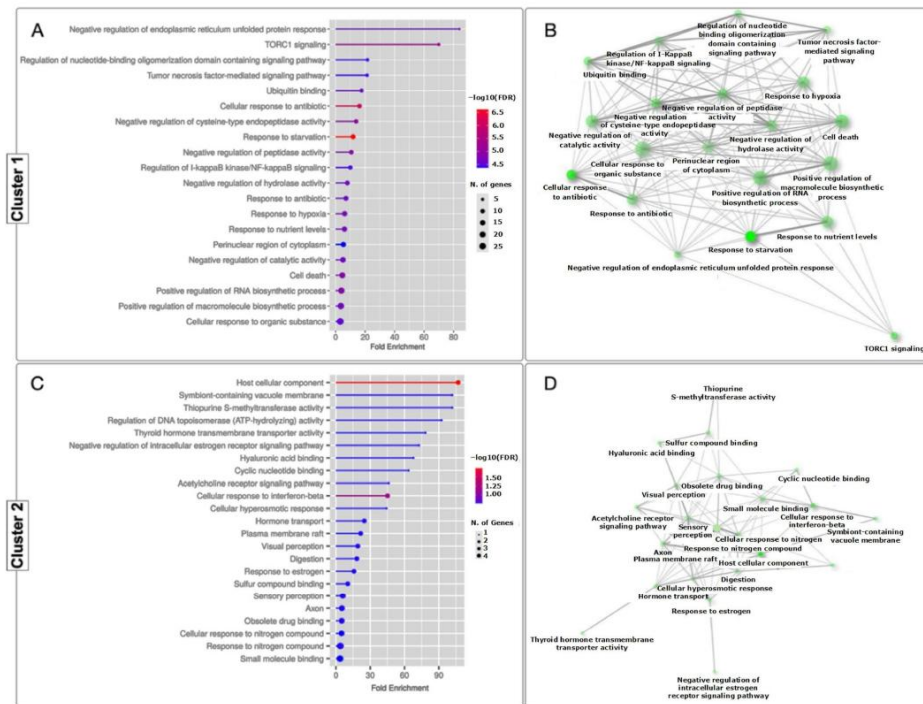 Cluster 1
A
Negative regulation of endoplasmic reticulum unfolded protein response
TORC1 signaling
Regulation of nucleotide-binding oligomerization domain containing signaling pathway
Tumor necrosis factor-mediated signaling pathway
Ubiquitin binding
Cellular response to antibiotic
Negative regulation of cysteine-type endopeptidase activity
Response to starvation
Negative regulation of peptidase activity
Regulation of I-kappaB kinase/NF-kappaB signaling
Negative regulation of hydrolase activity
Response to antibiotic
Response to hypoxia
Response to nutrient levels
Perinuclear region of cytoplasm
Negative regulation of catalytic activity
Cell death
Positive regulation of RNA biosynthetic process
Positive regulation of macromolecule biosynthetic process
Cellular response to organic substance
0 20 40 60 80
Fold Enrichment
-log10(FDR)
6.5
6.0
5.5
5.0
4.5
N. of genes
5
10
15
20
25
B
Regulation of nucleotide
binding oligomerization
domain containing
signaling pathway
Tumor necrosis factor-
mediated signaling
pathway
Regulation of I-KappaB
kinase/NF-kappaB signaling
Ubiquitin binding
Response to hypoxia
Negative regulation of peptidase
activity
Negative regulation
of cysteine-type endopeptidase
activity
Negative regulation of
catalytic activity
Negative regulation of
hydrolase activity
Cell death
Cellular response to
organic substance
Perinuclear region
of cytoplasm
Positive regulation of
macromolecule biosynthetic
process
Positive regulation of RNA
biosynthetic process
Cellular response
to antibiotic
Response to antibiotic
Response to nutrient levels
Response to starvation
Negative regulation of endoplasmic reticulum unfolded protein response
TORC1 signaling
Cluster 2
C
Host cellular component
Symbiont-containing vacuole membrane
Thiopurine S-methyltransferase activity
Regulation of DNA topoisomerase (ATP-hydrolyzing) activity
Thyroid hormone transmembrane transporter activity
Negative regulation of intracellular estrogen receptor signaling pathway
Hyaluronic acid binding
Cyclic nucleotide binding
Acetylcholine receptor signaling pathway
Cellular response to interferon-beta
Cellular hyperosmotic response
Hormone transport
Plasma membrane raft
Visual perception
Digestion
Response to estrogen
Sulfur compound binding
Sensory perception
Axon
Obsolete drug binding
Cellular response to nitrogen compound
Response to nitrogen compound
Small molecule binding
0 30 60 90
Fold Enrichment
-log10(FDR)
1.50
1.25
1.00
N. of Genes
1
2
3
4
D
Thiopurine
S-methyltransferase activity
Sulfur compound binding
Hyaluronic acid binding
Cyclic nucleotide binding
Obsolete drug binding
Visual perception
Small molecule binding
Acetylcholine receptor
signaling pathway
Sensory
perception
Cellular response to
interferon-beta
Symbiont-containing
vacuole membrane
Cellular response to nitrogen
Response to nitrogen compound
Axon
Plasma membrane raft
Host cellular component
Digestion
Cellular hyperosmotic response
Hormone transport
Response to estrogen
Thyroid hormone transmembrane
transporter activity
Negative regulation of
intracellular estrogen
receptor signaling pathway